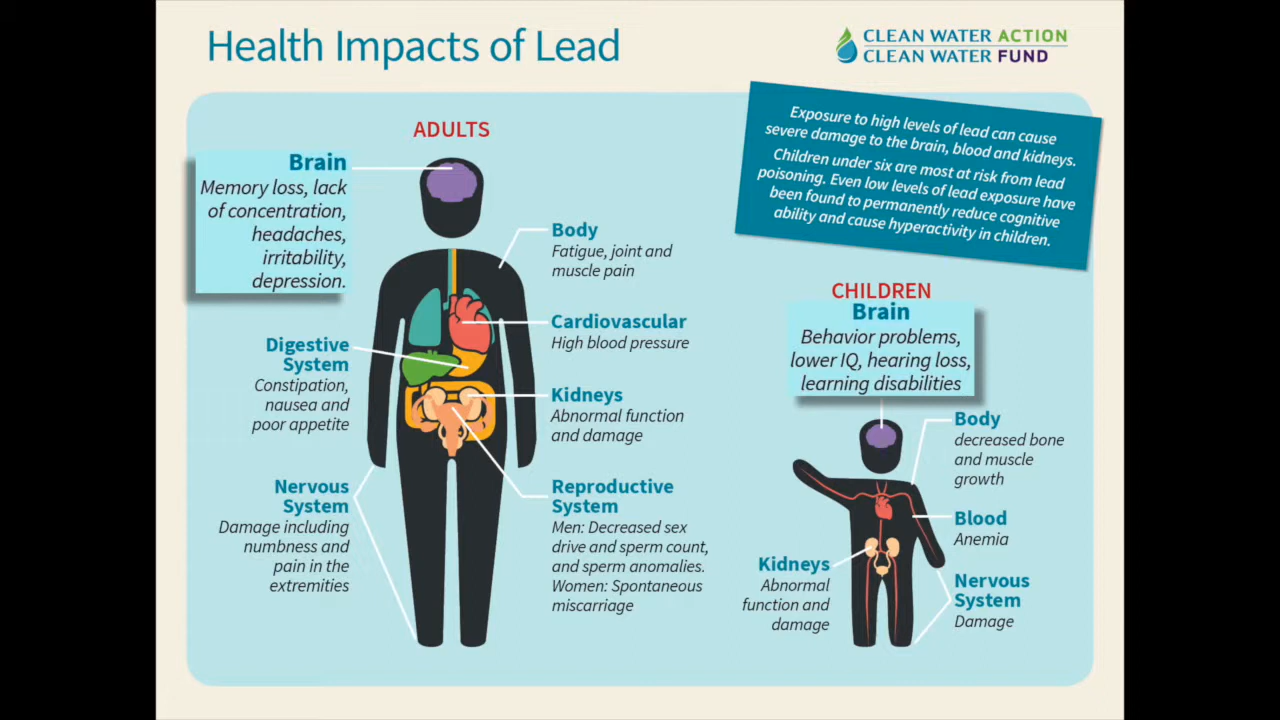 Health Impacts of Lead
CLEAN WATER ACTION
CLEAN WATER FUND
Exposure to high levels of lead can cause
severe damage to the brain, blood and kidneys.
Children under six are most at risk from lead
poisoning. Even low levels of lead exposure have
been found to permanently reduce cognitive
ability and cause hyperactivity in children.
ADULTS
Brain
Memory loss, lack
of concentration,
headaches,
irritability,
depression.
Body
Fatigue, joint and
muscle pain
Cardiovascular
High blood pressure
Digestive
System
Constipation,
nausea and
poor appetite
Kidneys
Abnormal function
and damage
Nervous
System
Damage including
numbness and
pain in the
extremities
Reproductive
System
Men: Decreased sex
drive and sperm count,
and sperm anomalies.
Women: Spontaneous
miscarriage
CHILDREN
Brain
Behavior problems,
lower IQ, hearing loss,
learning disabilities
Body
decreased bone
and muscle
growth
Blood
Anemia
Kidneys
Abnormal
function and
damage
Nervous
System
Damage